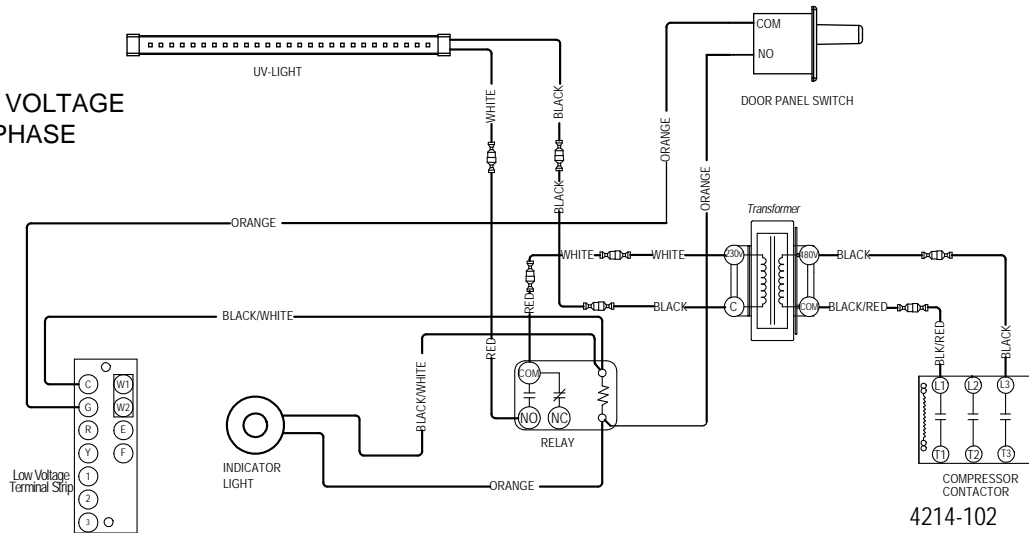 COM
NO
DOOR PANEL SWITCH
UV-LIGHT
VOLTAGE
PHASE
WHITE
BLACK
ORANGE
BLACK
ORANGE
ORANGE
Transformer
WHITE
WHITE
230V
480V
BLACK
RED
BLACK
C
COM
BLACK/RED
BLACK/WHITE
RED
BLACK/WHITE
BLK/RED
BLACK
COM
NO
NC
RELAY
C
W1
G
W2
R
E
Y
F
1
2
3
Low Voltage
Terminal Strip
INDICATOR
LIGHT
ORANGE
L1
L2
L3
T1
T2
T3
COMPRESSOR
CONTACTOR
4214-102